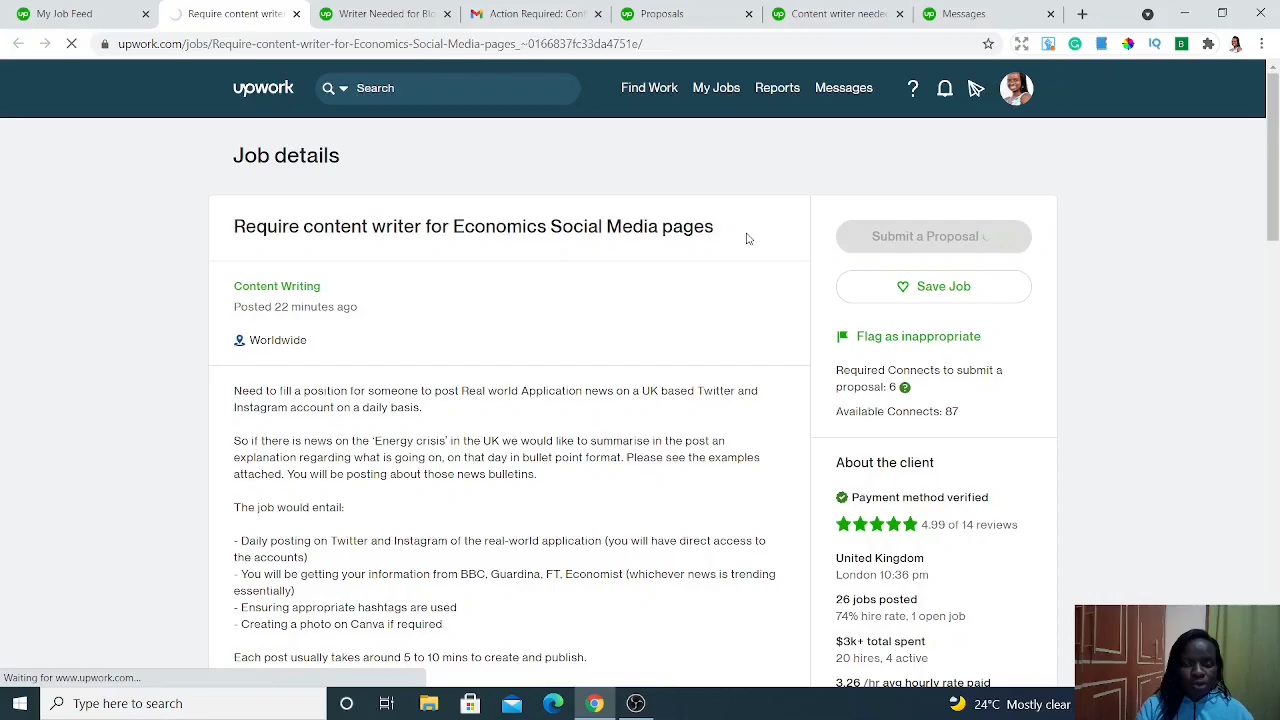 My Job Feed
Require content write
Writer Needed for Blo
Action Required: Conf
Proposals
Content writer neede
Messages
upwork.com/jobs/Require-content-writer-for-Economics-Social-Media-pages_~0166837fc33da4751e/
upwork
Search
Find Work
My Jobs
Reports
Messages
Job details
Require content writer for Economics Social Media pages
Content Writing
Posted 22 minutes ago
Worldwide
Need to fill a position for someone to post Real world Application news on a UK based Twitter and
Instagram account on a daily basis.
So if there is news on the 'Energy crisis' in the UK we would like to summarise in the post an
explanation regarding what is going on, on that day in bullet point format. Please see the examples
attached. You will be posting about those news bulletins.
The job would entail:
- Daily posting on Twitter and Instagram of the real-world application (you will have direct access to
the accounts)
- You will be getting your information from BBC, Guardina, FT, Economist (whichever news is trending
essentially)
- Ensuring appropriate hashtags are used
- Creating a photo on Canva if required
Each post usually takes around 5 to 10 mins to create and publish.
Submit a Proposal
Save Job
Flag as inappropriate
Required Connects to submit a
proposal: 6
Available Connects: 87
About the client
Payment method verified
4.99 of 14 reviews
United Kingdom
London 10:36 pm
26 jobs posted
74% hire rate, 1 open job
$3k+ total spent
20 hires, 4 active
3.26 /hr avg hourly rate paid
Waiting for www.upwork.com...
Type here to search
24°C Mostly clear